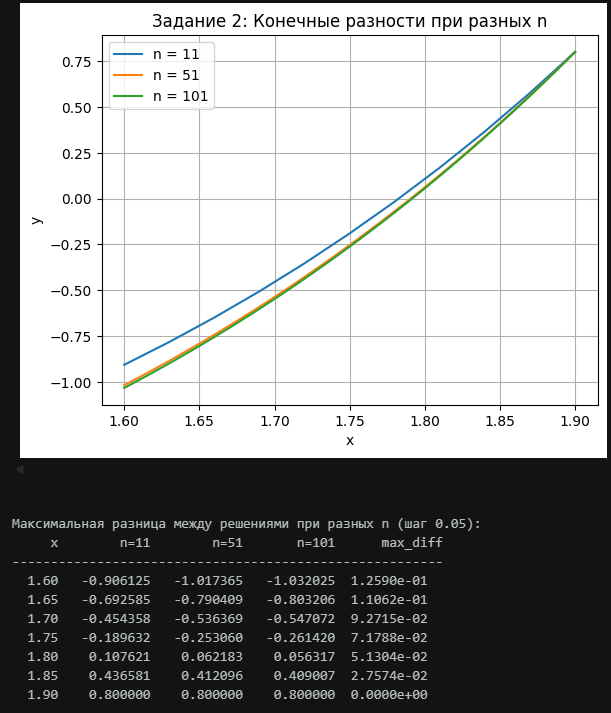 Задание 2: Конечные разности при разных n
n = 11
n = 51
n = 101
0.75
0.50
0.25
0.00
−0.25
−0.50
−0.75
−1.00
y
1.60 1.65 1.70 1.75 1.80 1.85 1.90
x
Максимальная разница между решениями при разных n (шаг 0.05):
x n=11 n=51 n=101 max_diff
------------------------------------------------------
1.60 -0.906125 -1.017365 -1.032025 1.2590e-01
1.65 -0.692585 -0.790409 -0.803206 1.1062e-01
1.70 -0.454358 -0.536369 -0.547072 9.2715e-02
1.75 -0.189632 -0.253060 -0.261420 7.1788e-02
1.80 0.107621 0.062183 0.056317 5.1304e-02
1.85 0.436581 0.412096 0.409007 2.7574e-02
1.90 0.800000 0.800000 0.800000 0.0000e+00